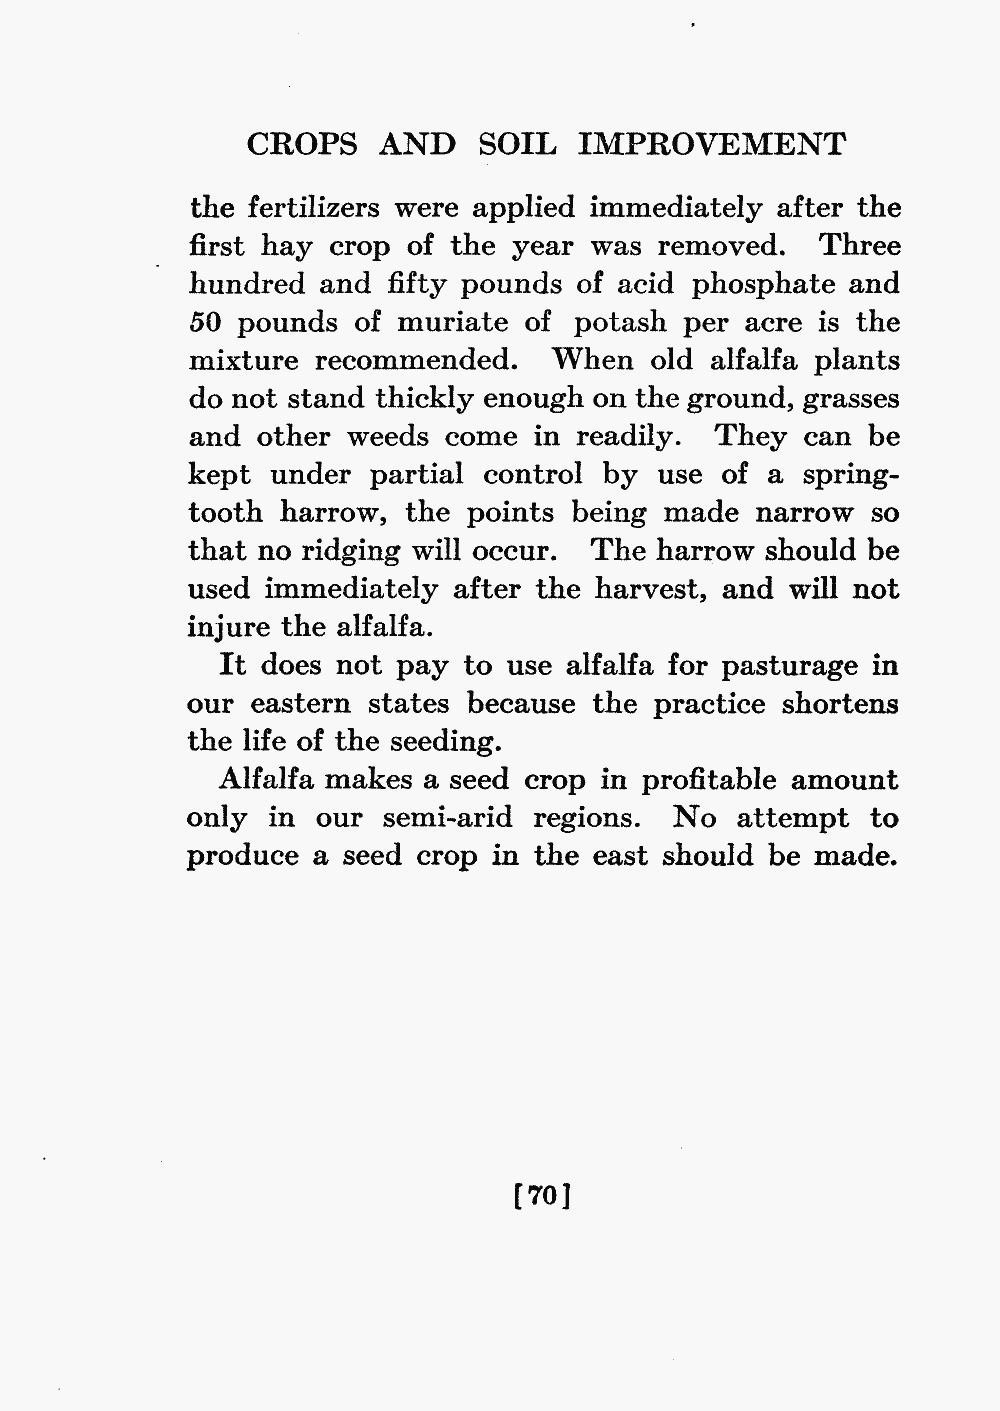 CROPS AND SOIL IMPROVEMENT
the fertilizers were applied immediately after the
first hay crop of the year was removed. Three
hundred and fifty pounds of acid phosphate and
50 pounds of muriate of potash per acre is the
mixture recommended. When old alfalfa plants
do not stand thickly enough on the ground, grasses
and other weeds come in readily. They can be
kept under partial control by use of a spring-
tooth harrow, the points being made narrow so
that no ridging will occur. The harrow should be
used immediately after the harvest, and will not
injure the alfalfa.
It does not pay to use alfalfa for pasturage in
our eastern states because the practice shortens
the life of the seeding.
Alfalfa makes a seed crop in profitable amount
only in our semi-arid regions. No attempt to
produce a seed crop in the east should be made.
[70]